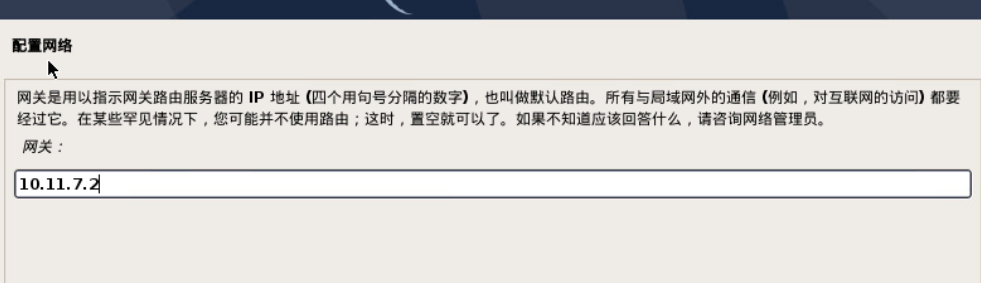 配置网络
网关是用以指示网关路由服务器的 IP 地址 (四个用句号分隔的数字)，也叫做默认路由。所有与局域网外的通信 (例如，对互联网的访问) 都要
经过它。在某些罕见情况下，您可能并不使用路由；这时，置空就可以了。如果不知道应该回答什么，请咨询网络管理员。
网关：
10.11.7.2